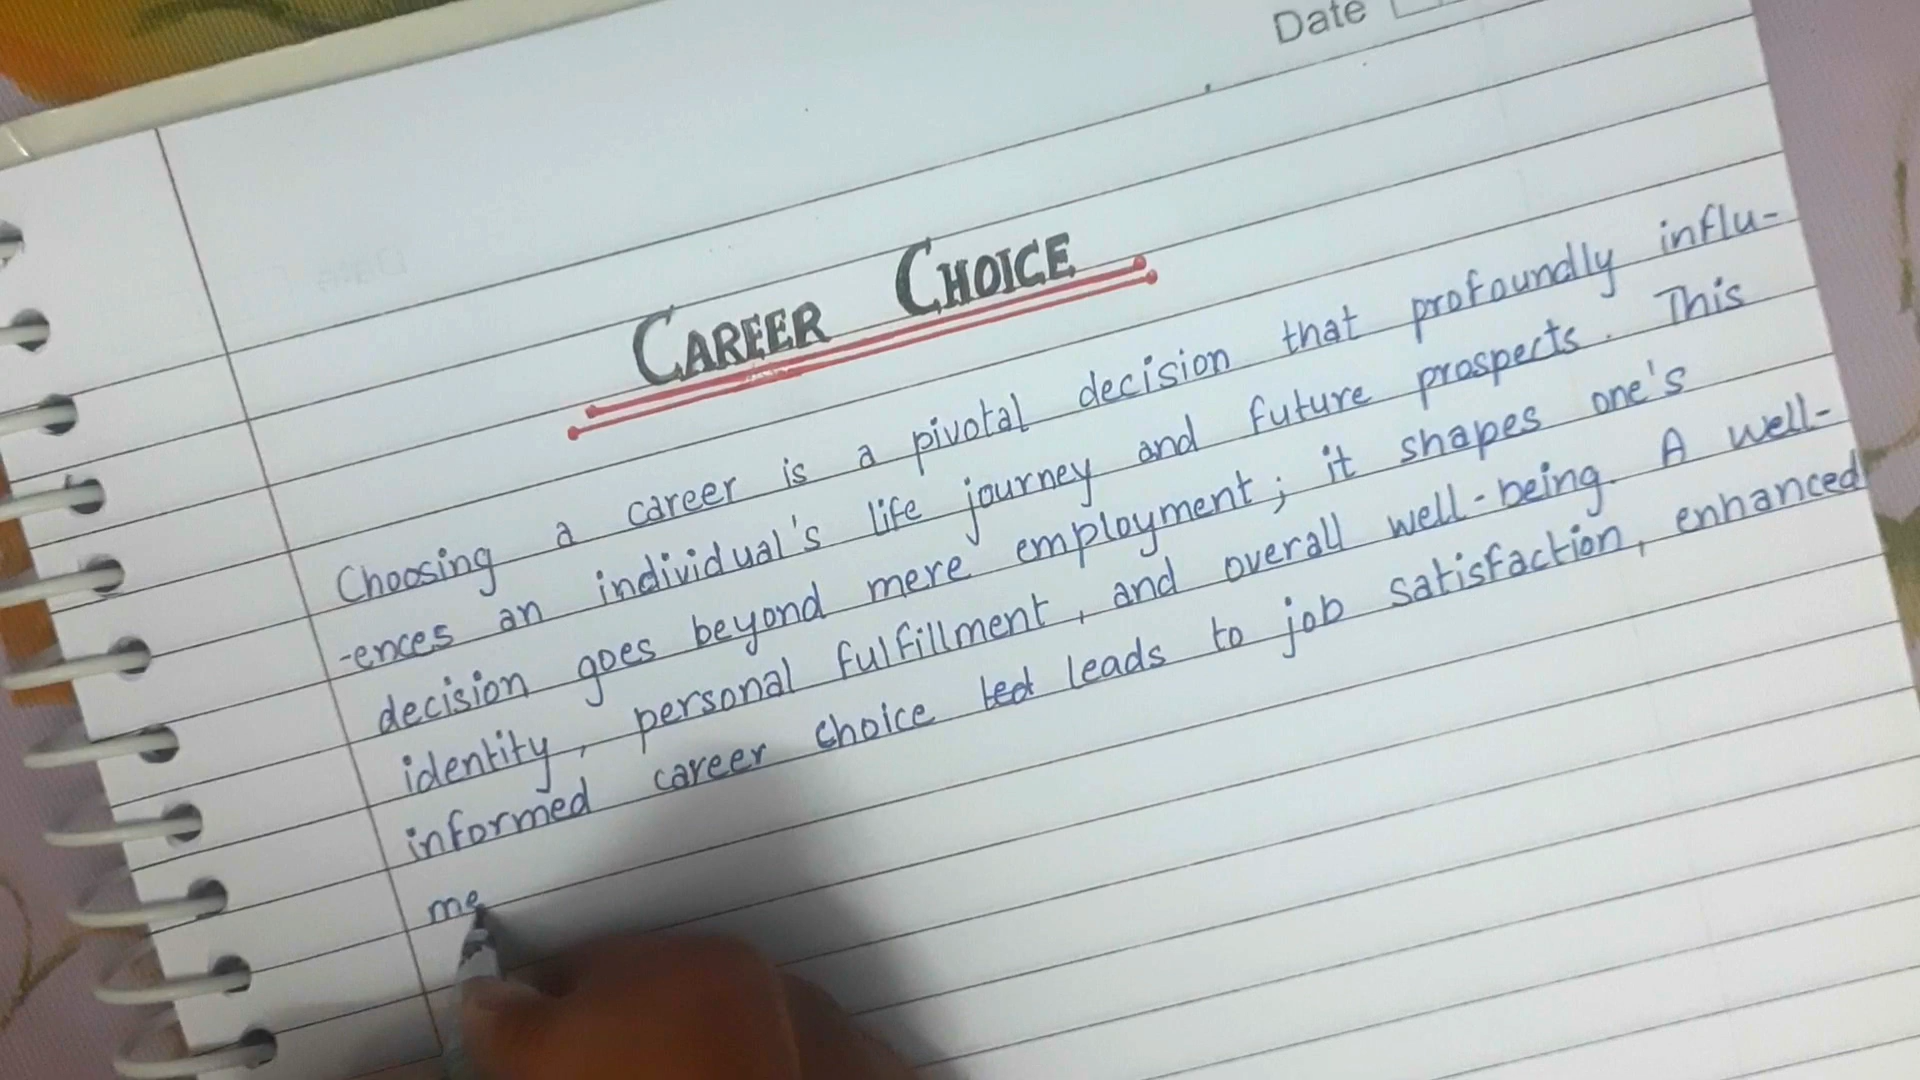 Date
CAREER CHOICE
Choosing a career is a pivotal decision that profoundly influ-
-ences an individual's life journey and future prospects. This
decision goes beyond mere employment; it shapes one's
identity, personal fulfillment, and overall well-being. A well-
informed career choice led leads to job satisfaction, enhanced
me